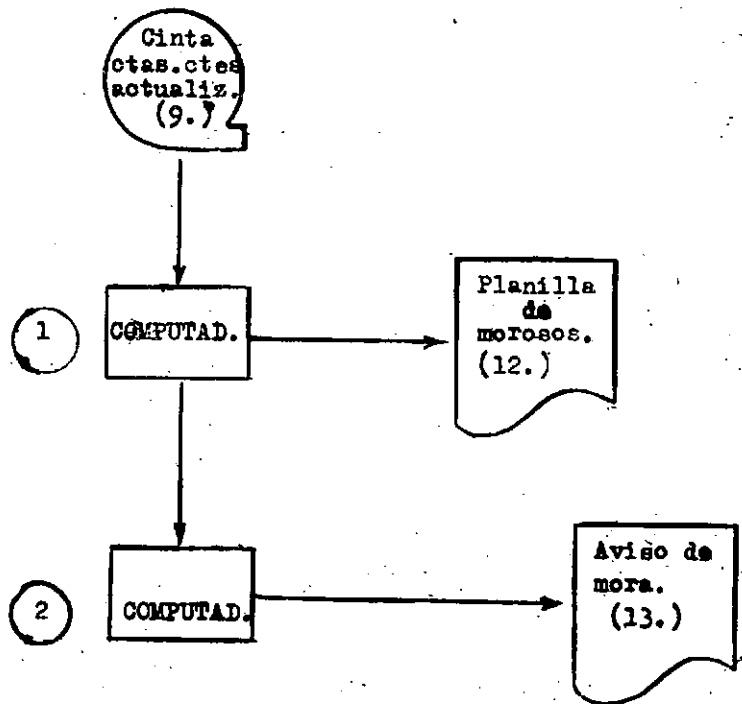 Cinta
ctas.ctes
actualiz.
(9.)
1
COMPUTAD.
Planilla
de
morosos.
(12.)
2
COMPUTAD.
Aviso de
mora.
(13.)